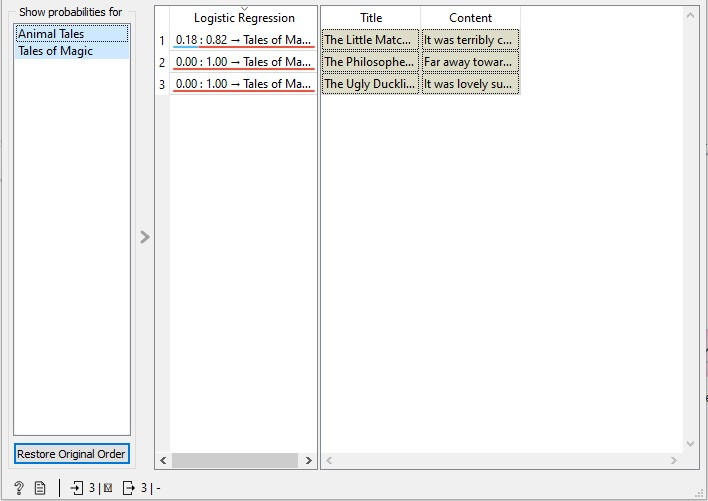 Show probabilities for
Animal Tales
Tales of Magic
Restore Original Order
Logistic Regression
1 0.18 : 0.82 → Tales of Ma...
2 0.00 : 1.00 → Tales of Ma...
3 0.00 : 1.00 → Tales of Ma...
Title Content
The Little Matc... It was terribly c...
The Philosophe... Far away towar...
The Ugly Duckli... It was lovely su...
? 3 | M 3 | -